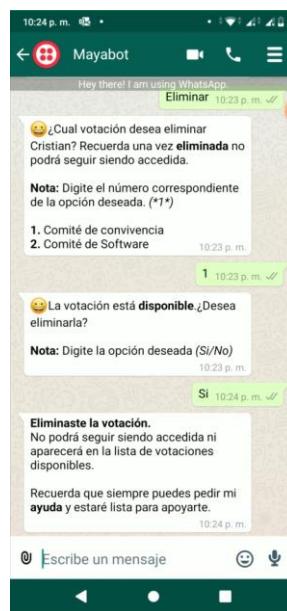 10:24 p. m.
Mayabot
Hey there! I am using WhatsApp.
Eliminar 10:23 p. m.
¿Cual votación desea eliminar
Cristian? Recuerda una vez eliminada no
podrá seguir siendo accedida.
Nota: Digite el número correspondiente
de la opción deseada. (*1*)
1. Comité de convivencia
2. Comité de Software
10:23 p. m.
1 10:23 p. m.
La votación está disponible.¿Desea
eliminarla?
Nota: Digite la opción deseada (Si/No)
10:23 p. m.
Si 10:24 p. m.
Eliminaste la votación.
No podrá seguir siendo accedida ni
aparecerá en la lista de votaciones
disponibles.
Recuerda que siempre puedes pedir mi
ayuda y estaré lista para apoyarte.
10:24 p. m.
Escribe un mensaje